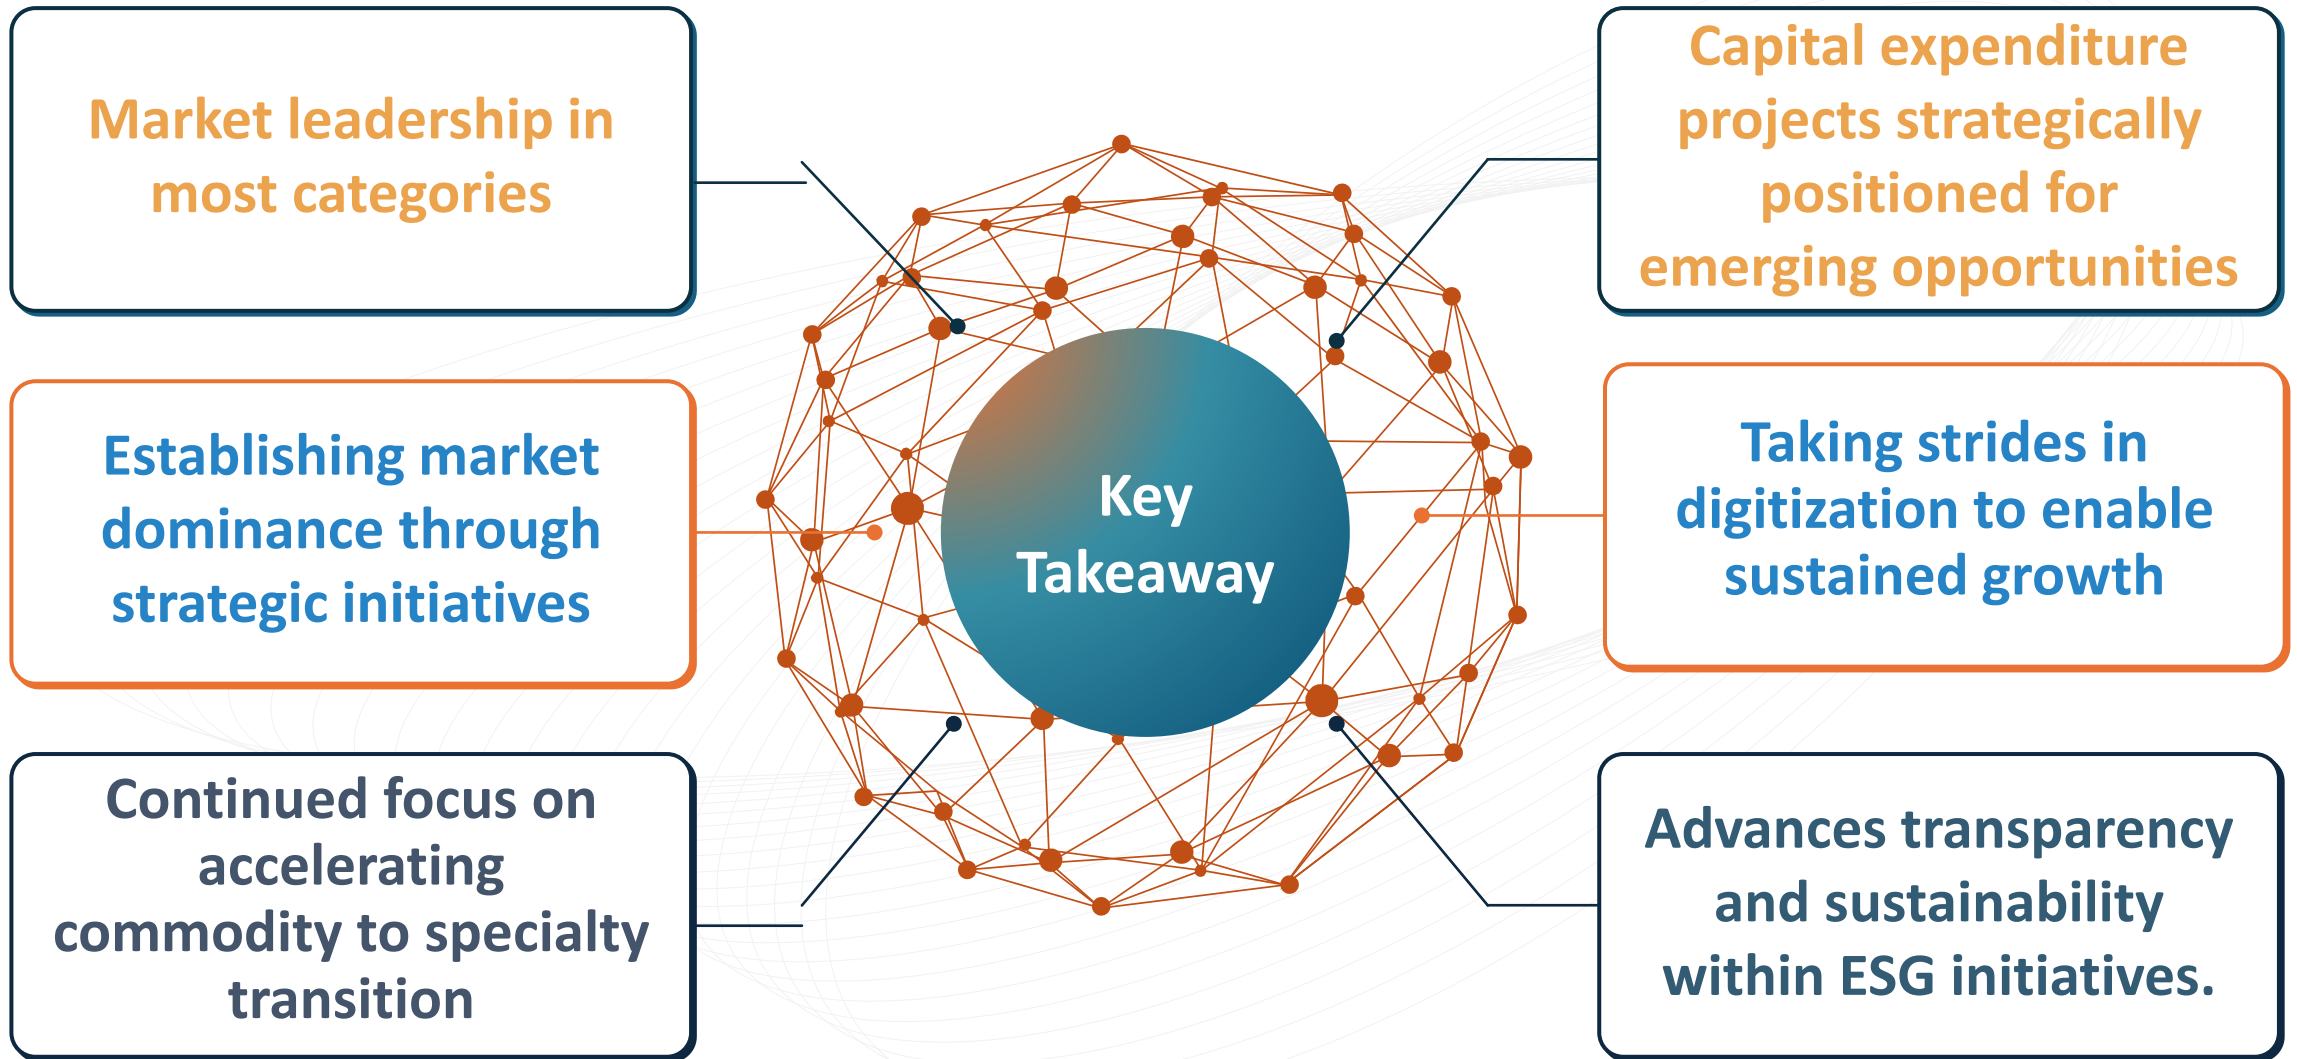 Market leadership in
most categories
Establishing market
dominance through
strategic initiatives
Continued focus on
accelerating
commodity to specialty
transition
Key
Takeaway
Capital expenditure
projects strategically
positioned for
emerging opportunities
Taking strides in
digitization to enable
sustained growth
Advances transparency
and sustainability
within ESG initiatives.